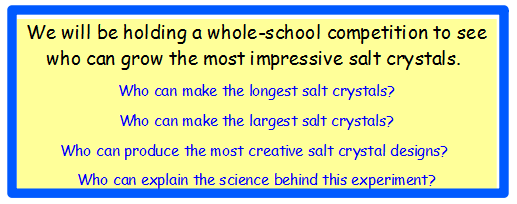 We will be holding a whole-school competition to see
who can grow the most impressive salt crystals.
Who can make the longest salt crystals?
Who can make the largest salt crystals?
Who can produce the most creative salt crystal designs?
Who can explain the science behind this experiment?